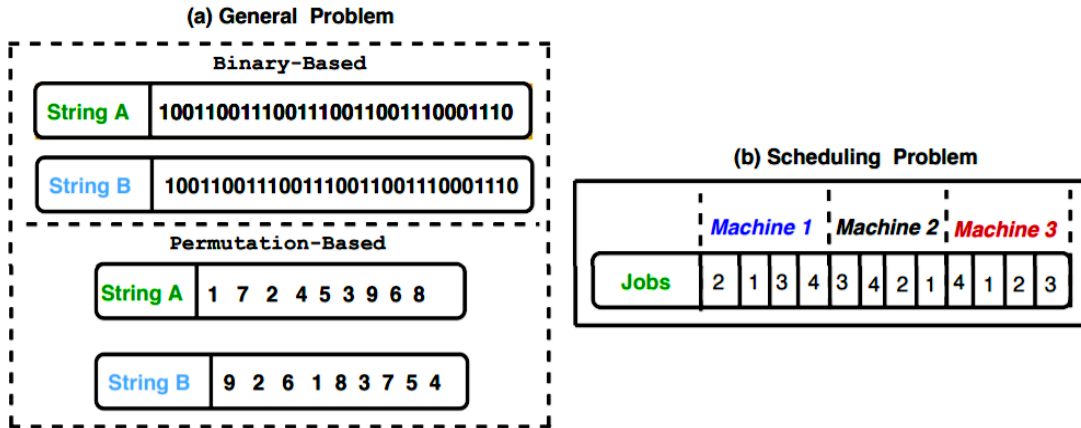 (a) General Problem
Binary-Based
String A 1001100111001110011001110001110
String B 1001100111001110011001110001110
Permutation-Based
String A 1 7 2 4 5 3 9 6 8
String B 9 2 6 1 8 3 7 5 4
(b) Scheduling Problem
Machine 1 Machine 2 Machine 3
Jobs 2 1 3 4 3 4 2 1 4 1 2 3